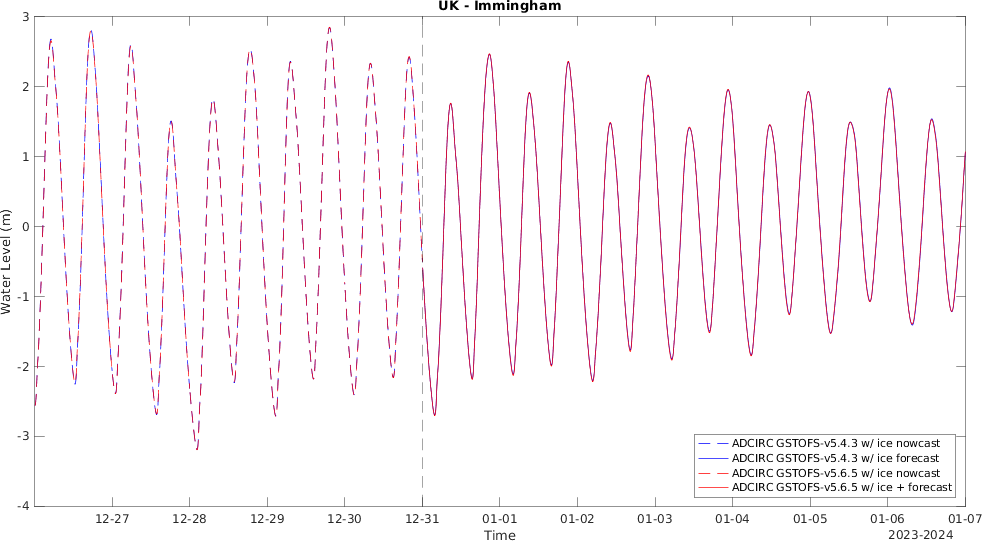 UK - Immingham
3
2
1
0
-1
-2
-3
-4
Water Level (m)
ADCIRC GSTOFS-v5.4.3 w/ ice nowcast
ADCIRC GSTOFS-v5.4.3 w/ ice forecast
ADCIRC GSTOFS-v5.6.5 w/ ice nowcast
ADCIRC GSTOFS-v5.6.5 w/ ice + forecast
12-27 12-28 12-29 12-30 12-31 01-01 01-02 01-03 01-04 01-05 01-06 01-07
Time
2023-2024